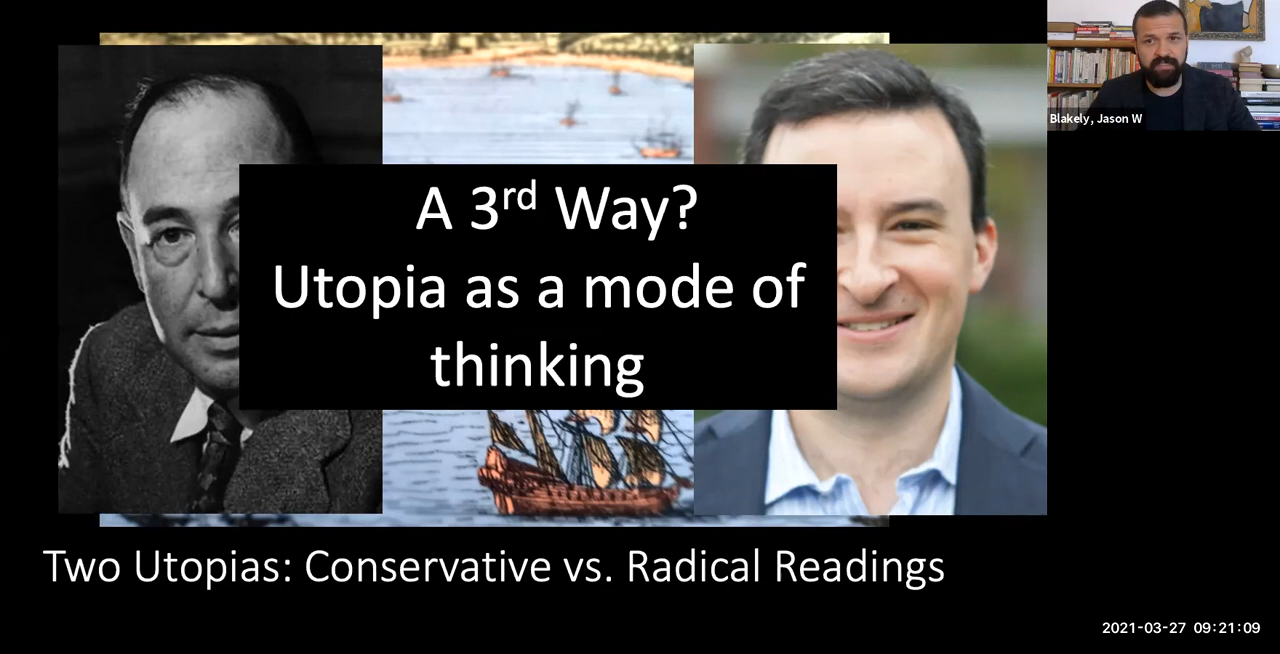 Blakely, Jason W
A 3rd Way?
Utopia as a mode of
thinking
Two Utopias: Conservative vs. Radical Readings
2021-03-27 09:21:09